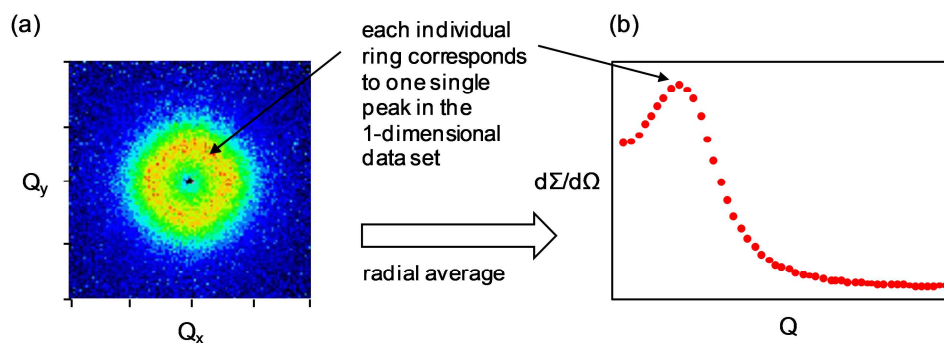 (a)
each individual
ring corresponds
to one single
peak in the
1-dimensional
data set
(b)
Qy
dΣ/dΩ
radial average
Qx
Q